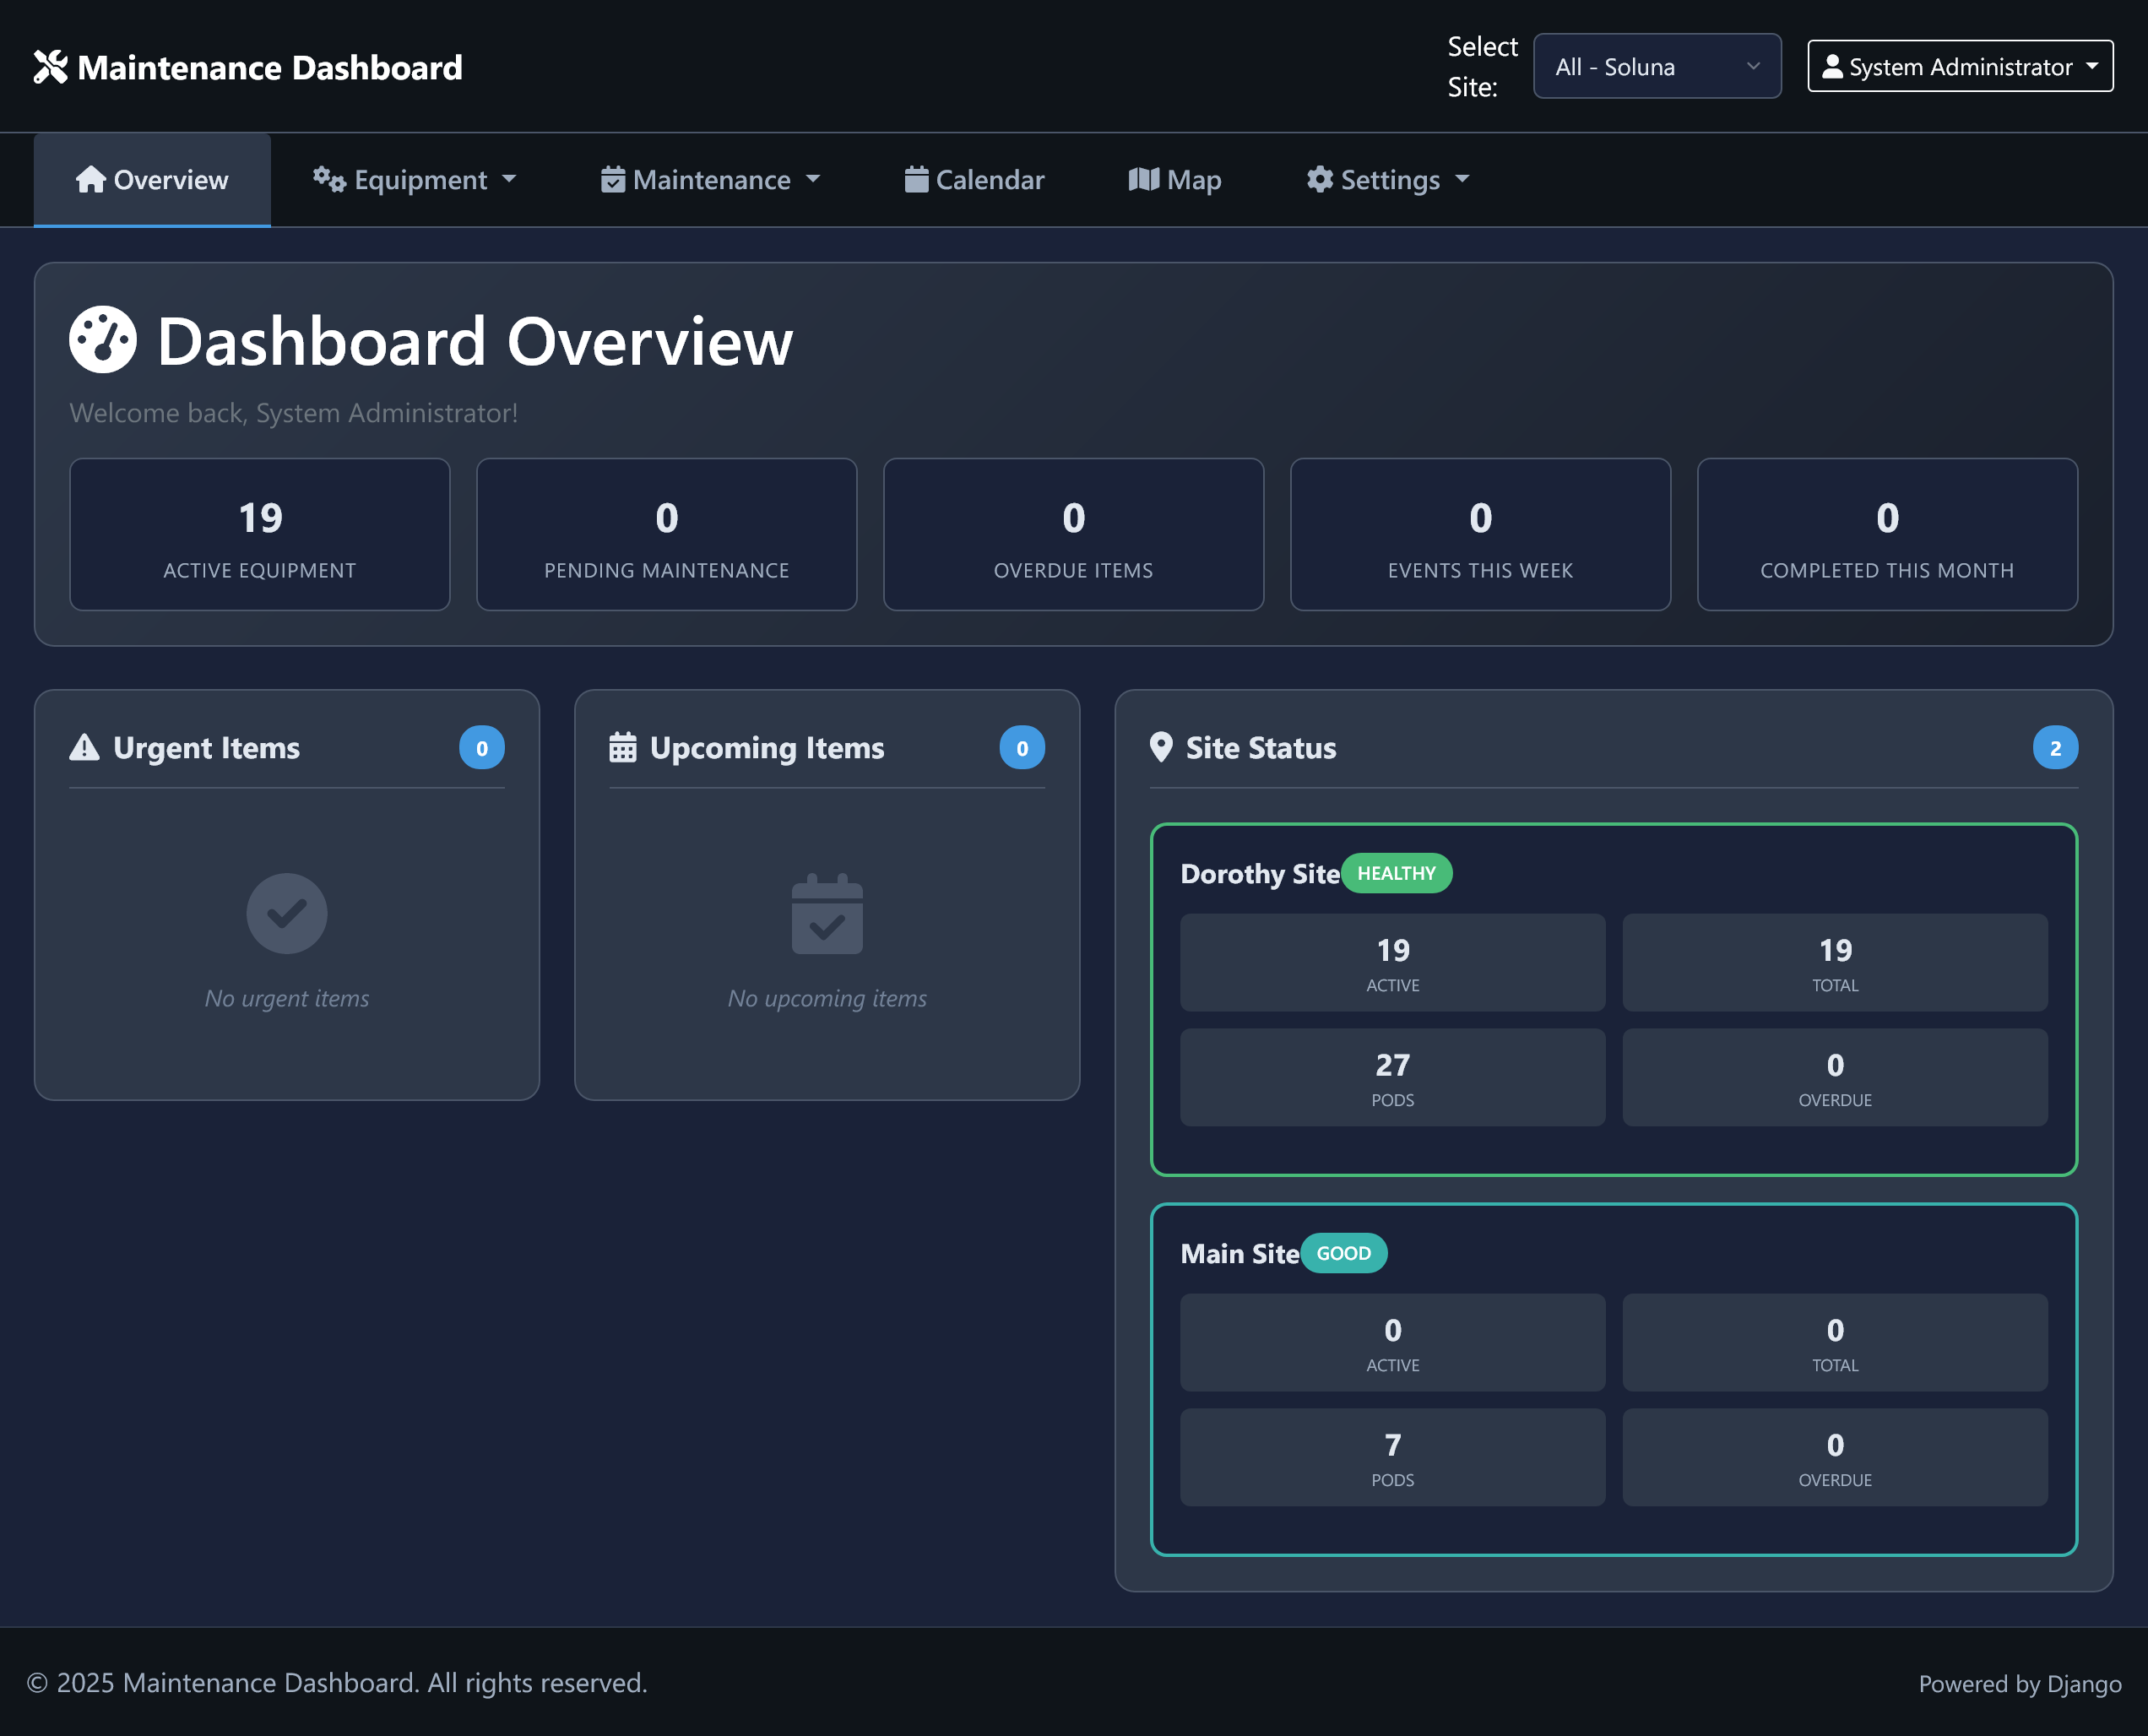 Maintenance Dashboard
Select
Site:
All - Soluna
System Administrator
Overview
Equipment
Maintenance
Calendar
Map
Settings
Dashboard Overview
Welcome back, System Administrator!
19
ACTIVE EQUIPMENT
0
PENDING MAINTENANCE
0
OVERDUE ITEMS
0
EVENTS THIS WEEK
0
COMPLETED THIS MONTH
Urgent Items
0
No urgent items
Upcoming Items
0
No upcoming items
Site Status
2
Dorothy Site
HEALTHY
19
ACTIVE
19
TOTAL
27
PODS
0
OVERDUE
Main Site
GOOD
0
ACTIVE
0
TOTAL
7
PODS
0
OVERDUE
© 2025 Maintenance Dashboard. All rights reserved.
Powered by Django